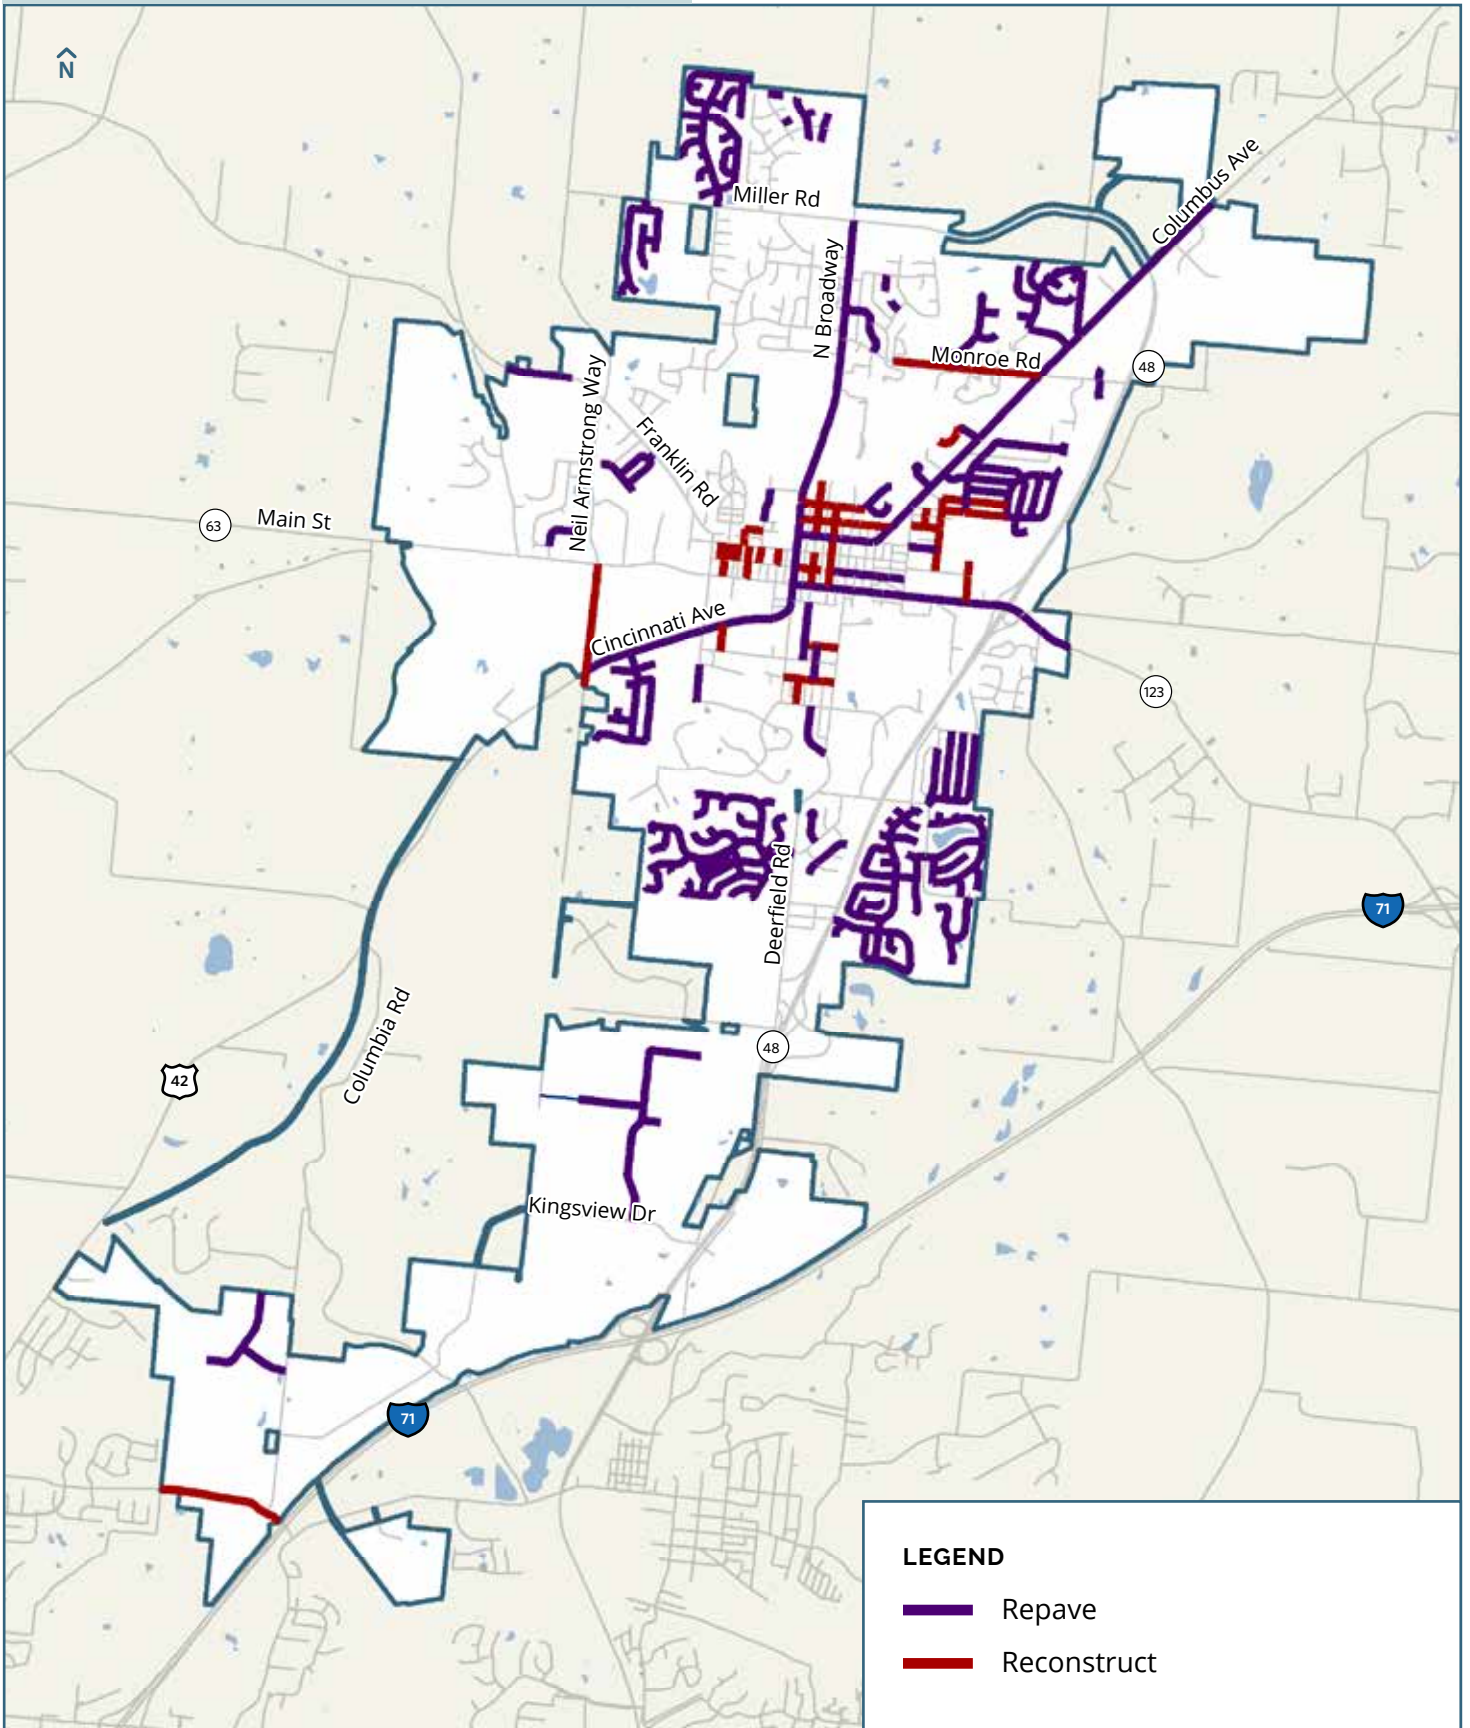 N
Miller Rd
Columbus Ave
N Broadway
Monroe Rd
48
Neil Armstrong Way
Franklin Rd
63
Main St
Cincinnati Ave
123
Deerfield Rd
71
Columbia Rd
48
42
Kingsview Dr
71
LEGEND
Repave
Reconstruct